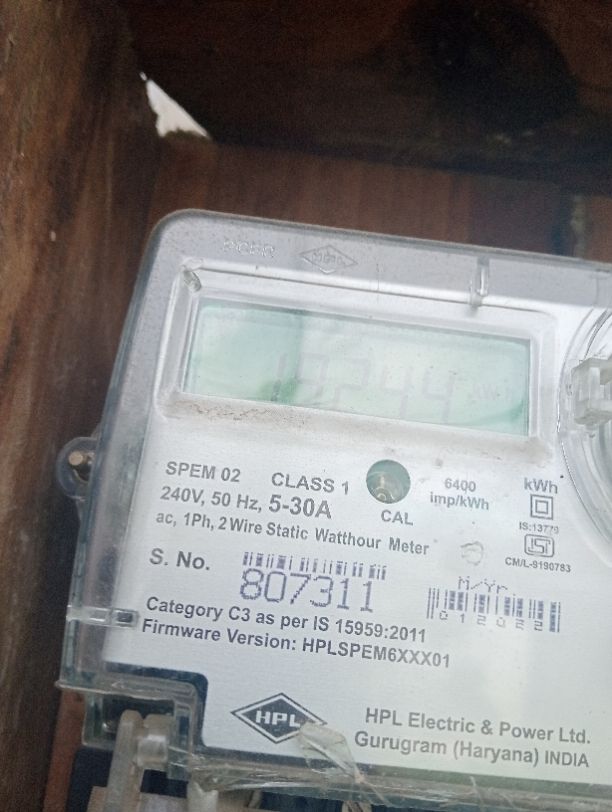 19244 kWh
SPEM 02 CLASS 1
240V, 50 Hz, 5-30A
ac, 1Ph, 2 Wire Static Watthour Meter
CAL
6400
imp/kWh
kWh
IS:13779
CM/L-9190783
S. No.
807311
M/Yr
012022
Category C3 as per IS 15959:2011
Firmware Version: HPLSPEM6XXX01
HPL
HPL Electric & Power Ltd.
Gurugram (Haryana) INDIA